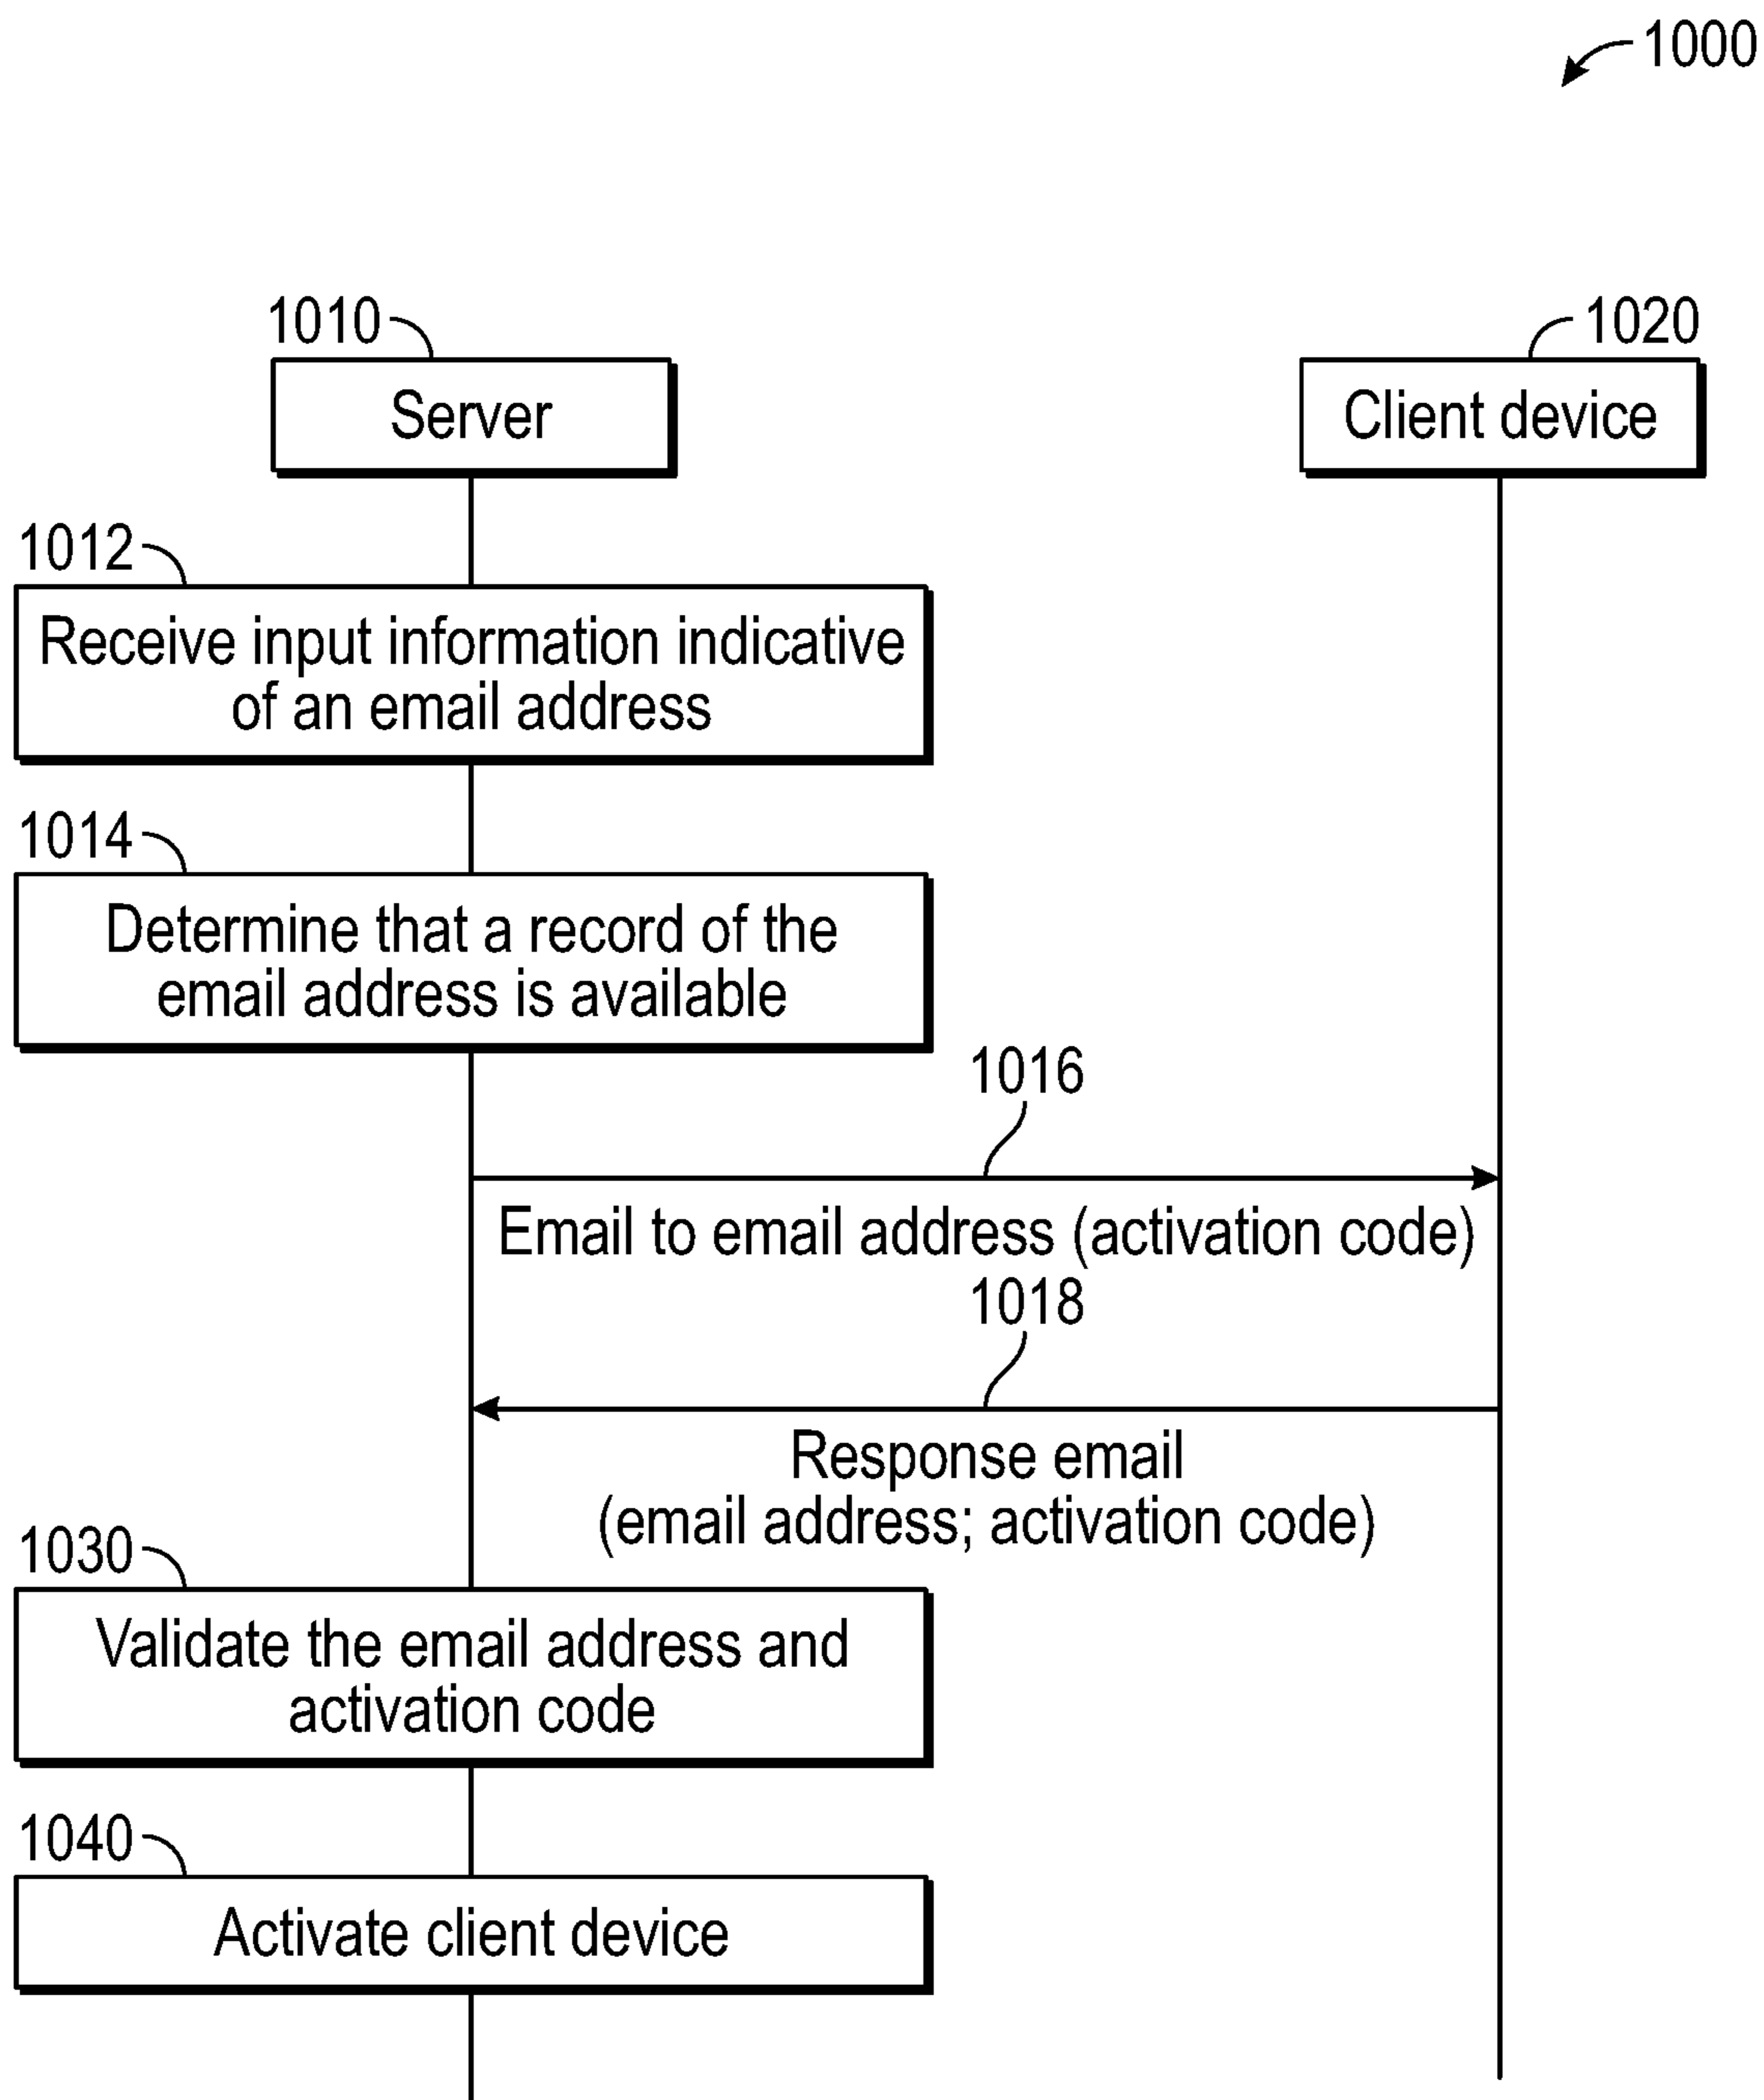 1000
1010
1020
Server
Client device
1012
Receive input information indicative
of an email address
1014
Determine that a record of the
email address is available
1016
Email to email address (activation code)
1018
Response email
(email address; activation code)
1030
Validate the email address and
activation code
1040
Activate client device